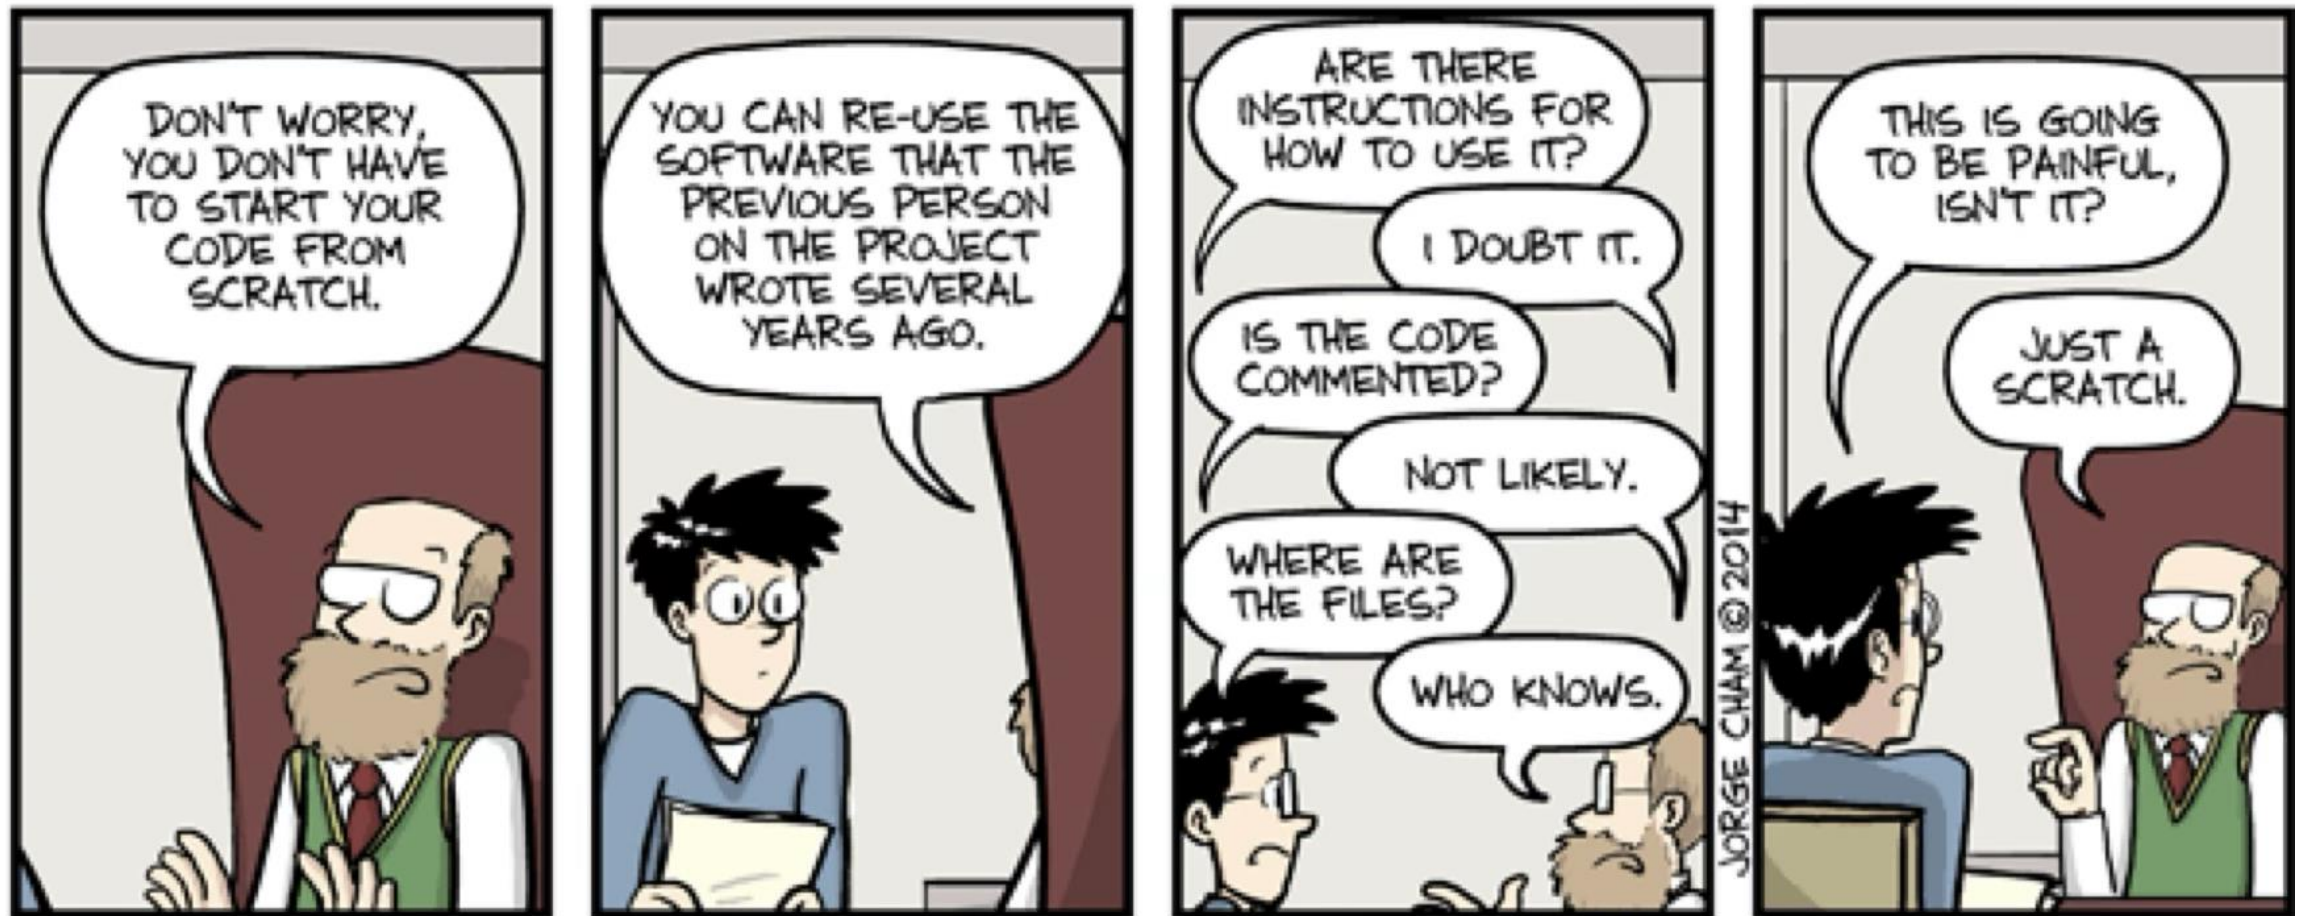 DON'T WORRY,
YOU DON'T HAVE
TO START YOUR
CODE FROM
SCRATCH.
YOU CAN RE-USE THE
SOFTWARE THAT THE
PREVIOUS PERSON
ON THE PROJECT
WROTE SEVERAL
YEARS AGO.
ARE THERE
INSTRUCTIONS FOR
HOW TO USE IT?
I DOUBT IT.
IS THE CODE
COMMENTED?
NOT LIKELY.
WHERE ARE
THE FILES?
WHO KNOWS.
JORGE CHAM © 2014
THIS IS GOING
TO BE PAINFUL,
ISN'T IT?
JUST A
SCRATCH.